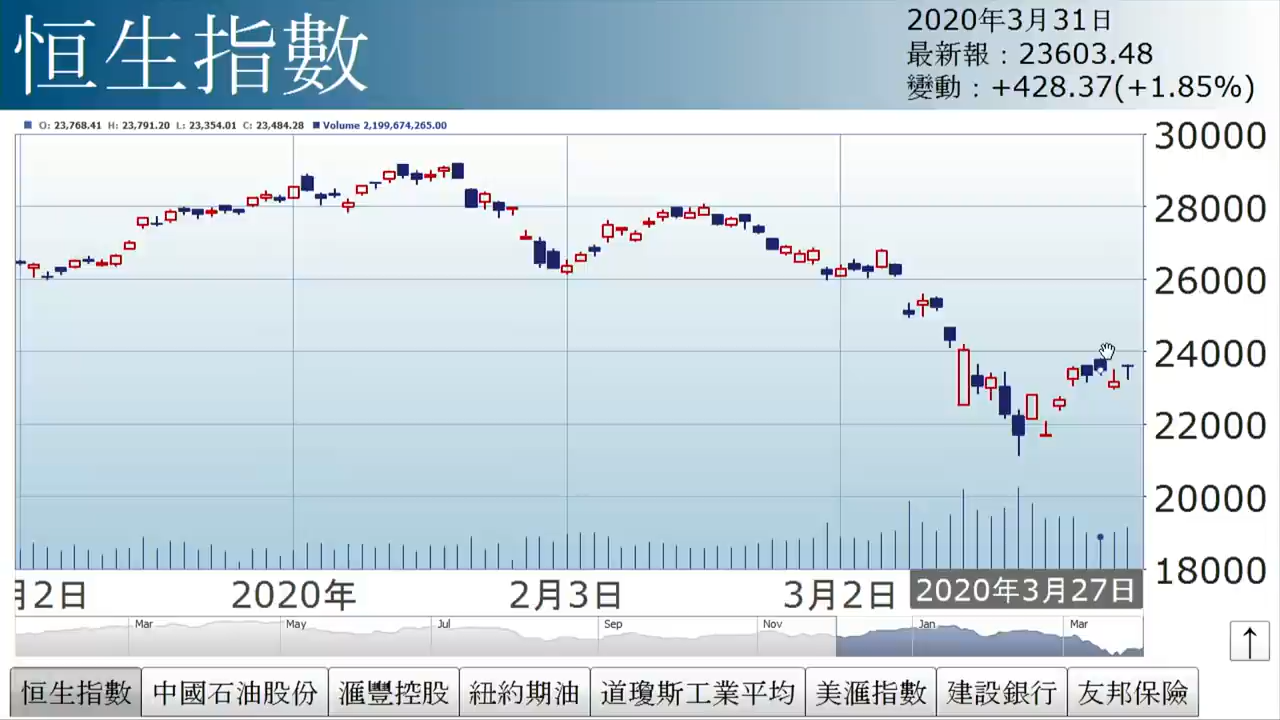 恒生指數
2020年3月31日
最新報：23603.48
變動：+428.37(+1.85%)
O: 23,768.41 H: 23,791.20 L: 23,354.01 C: 23,484.28 Volume 2,199,674,265.00
30000
28000
26000
24000
22000
20000
18000
月2日 2020年 2月3日 3月2日 2020年3月27日
Mar May Jul Sep Nov Jan Mar
↑
恒生指數 中國石油股份 滙豐控股 紐約期油 道瓊斯工業平均 美滙指數 建設銀行 友邦保險